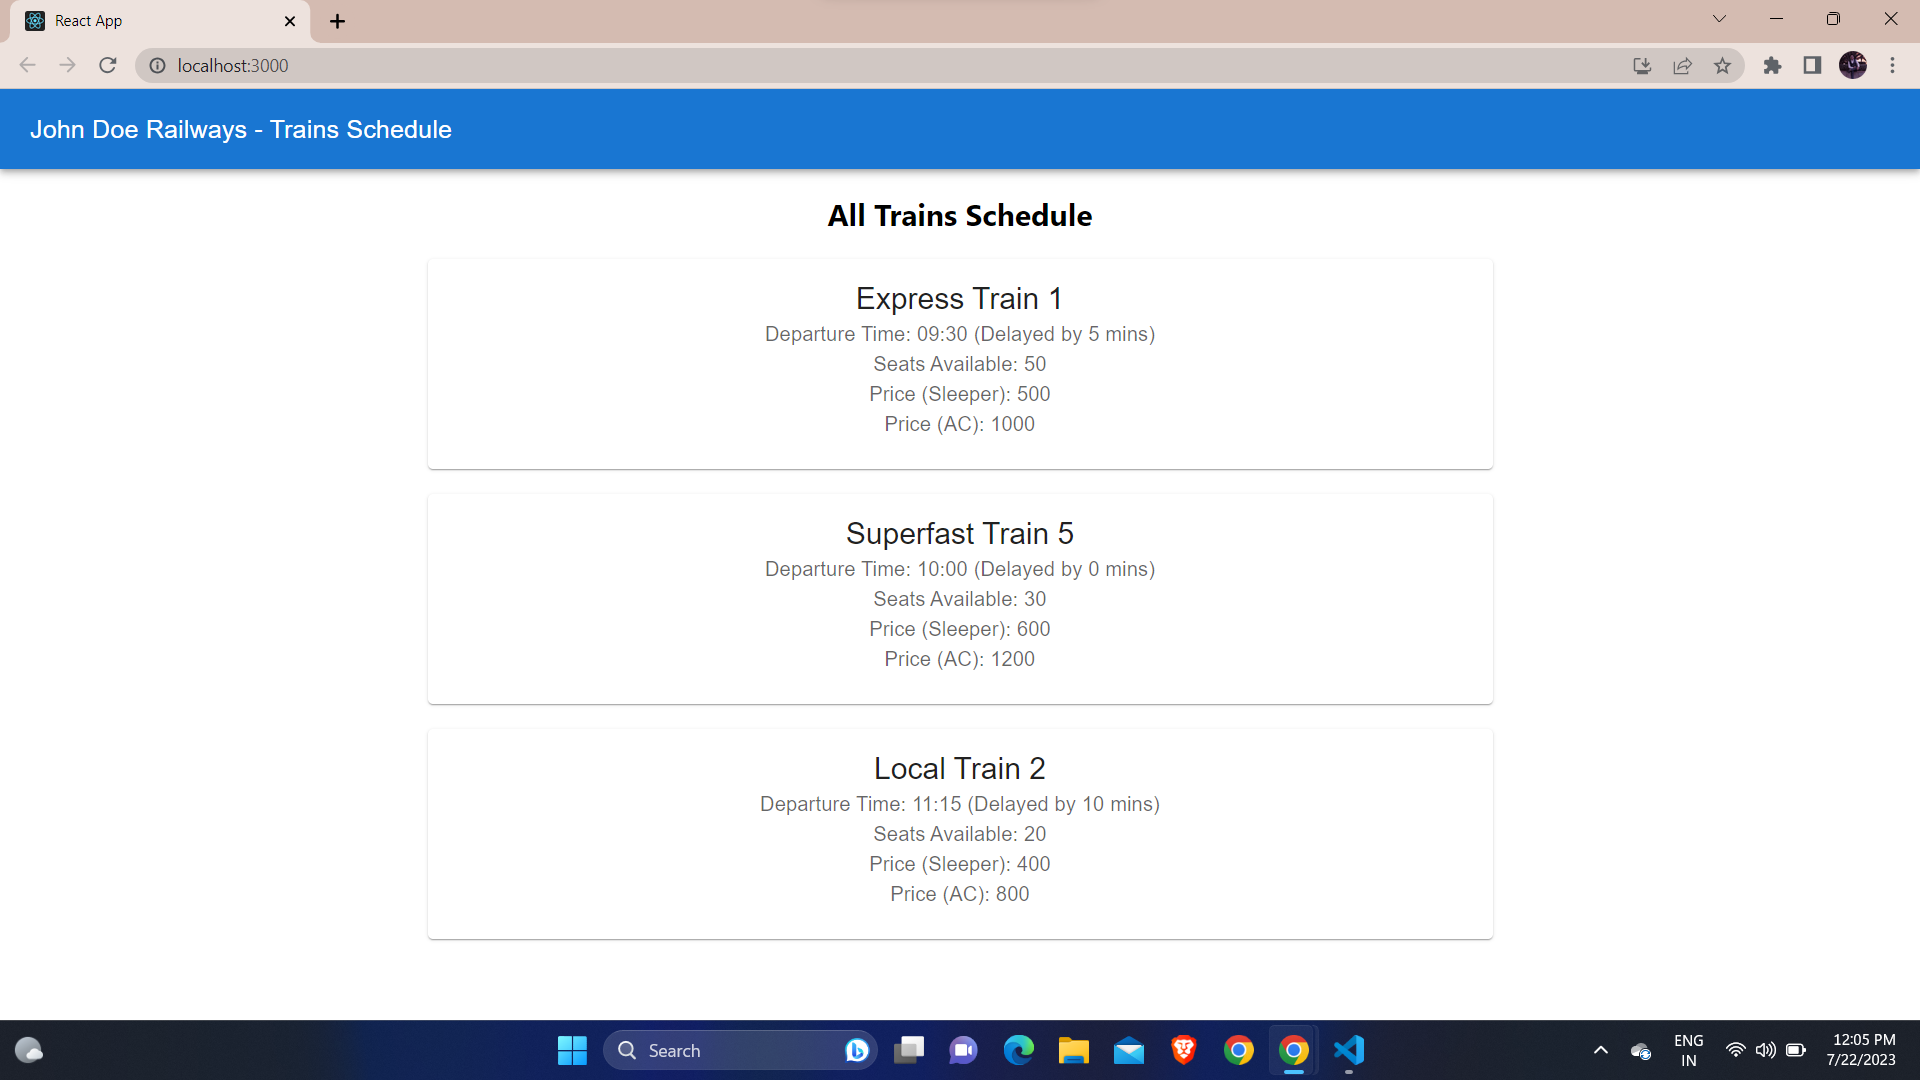 React App
localhost:3000
John Doe Railways - Trains Schedule
All Trains Schedule
Express Train 1
Departure Time: 09:30 (Delayed by 5 mins)
Seats Available: 50
Price (Sleeper): 500
Price (AC): 1000
Superfast Train 5
Departure Time: 10:00 (Delayed by 0 mins)
Seats Available: 30
Price (Sleeper): 600
Price (AC): 1200
Local Train 2
Departure Time: 11:15 (Delayed by 10 mins)
Seats Available: 20
Price (Sleeper): 400
Price (AC): 800
Search
ENG
IN
12:05 PM
7/22/2023